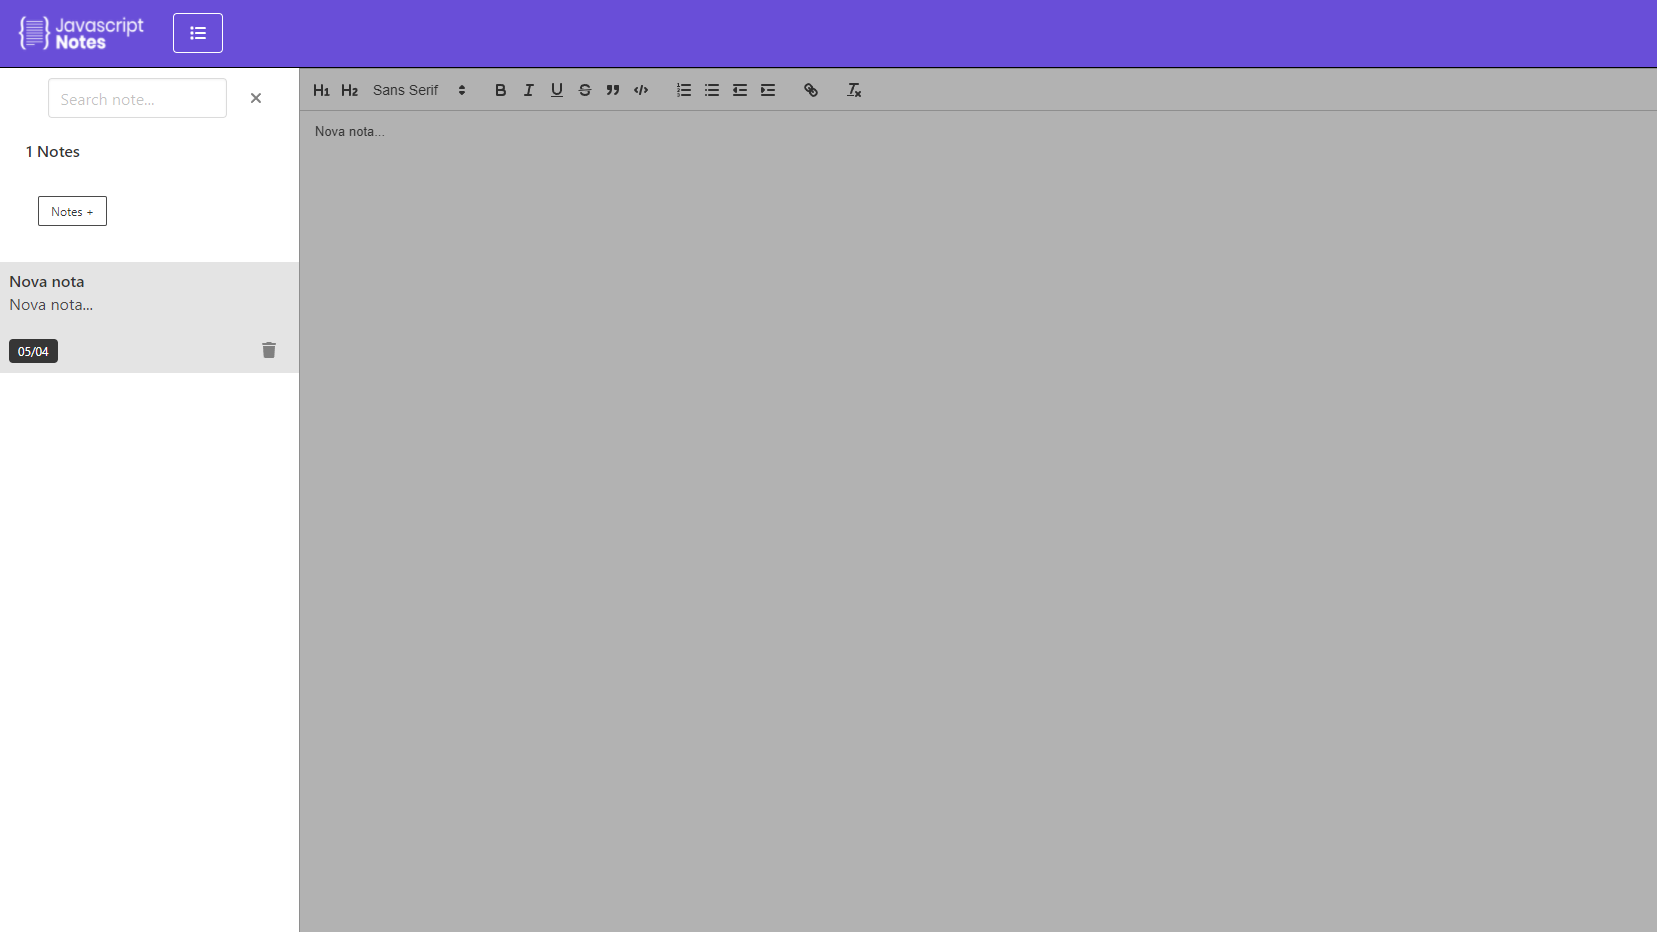 Javascript
Notes
Search note...
1 Notes
Notes +
Nova nota
Nova nota...
05/04
H1 H2 Sans Serif B I U S
Nova nota...